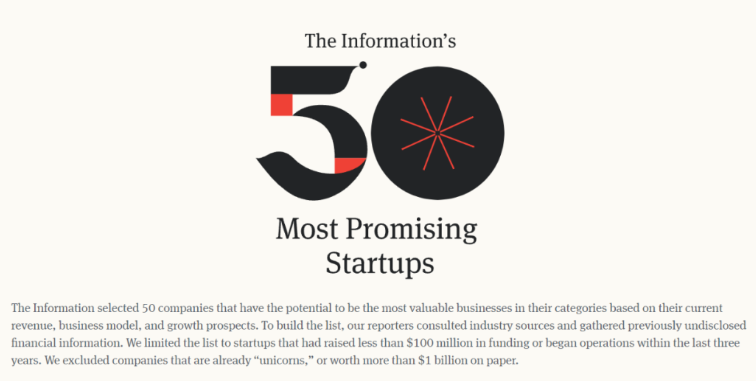 The Information's
50
Most Promising
Startups
The Information selected 50 companies that have the potential to be the most valuable businesses in their categories based on their current
revenue, business model, and growth prospects. To build the list, our reporters consulted industry sources and gathered previously undisclosed
financial information. We limited the list to startups that had raised less than $100 million in funding or began operations within the last three
years. We excluded companies that are already “unicorns,” or worth more than $1 billion on paper.